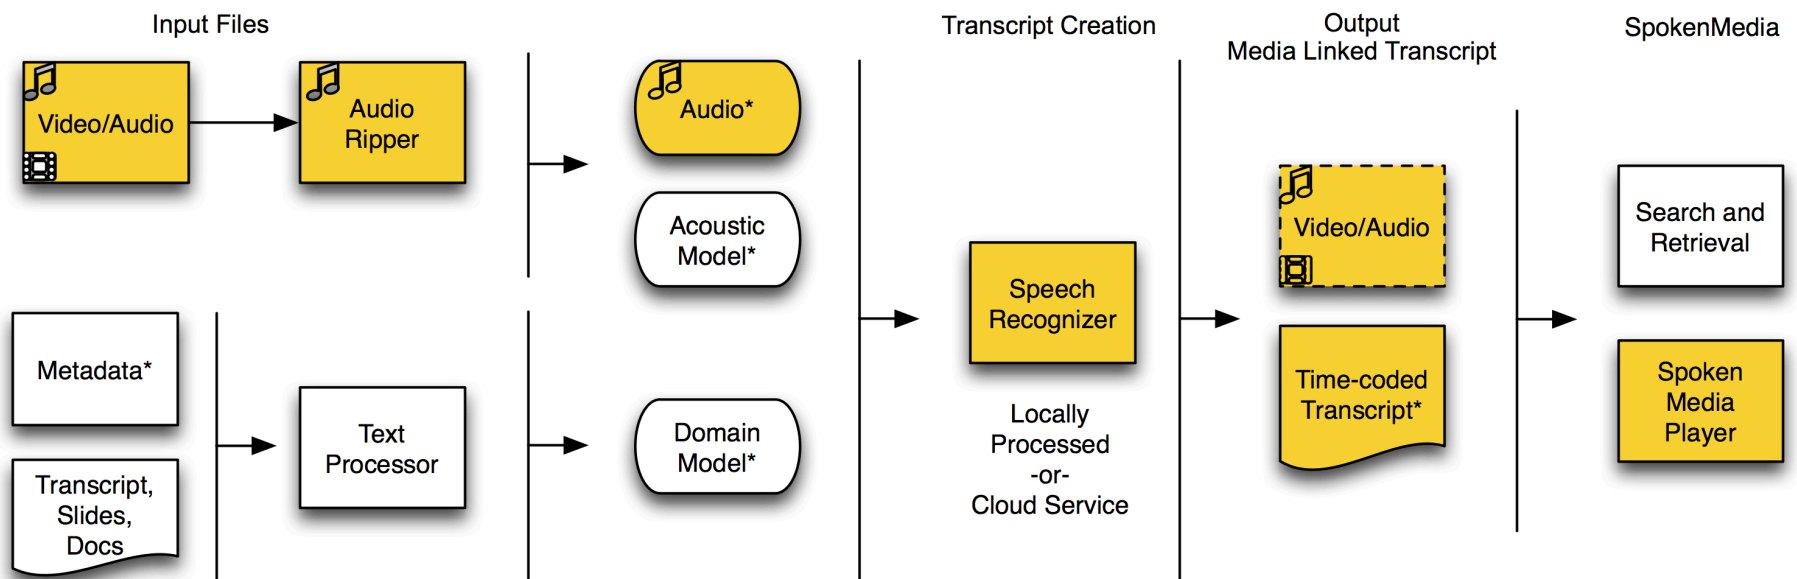 Input Files
Transcript Creation
Output
Media Linked Transcript
SpokenMedia
Video/Audio
Audio
Ripper
Audio*
Acoustic
Model*
Metadata*
Transcript,
Slides,
Docs
Text
Processor
Domain
Model*
Speech
Recognizer
Locally
Processed
-or-
Cloud Service
Video/Audio
Time-coded
Transcript*
Search and
Retrieval
Spoken
Media
Player